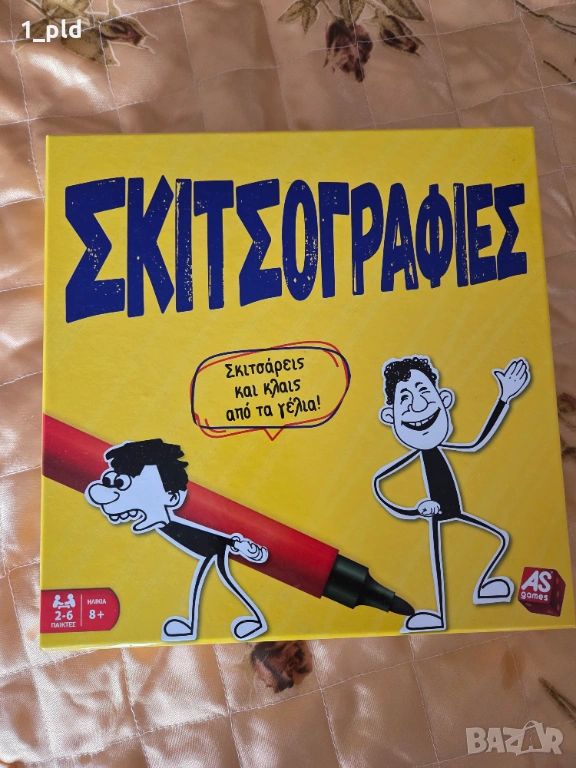 1_pld
ΣΚΙΤΣΟΓΡΑΦΙΕΣ
Σκιτσάρεις
και κλαις
από τα γέλια!
2-6
ΠΑΙΚΤΕΣ
ΗΛΙΚΙΑ
8+
AS
games
BAZAR